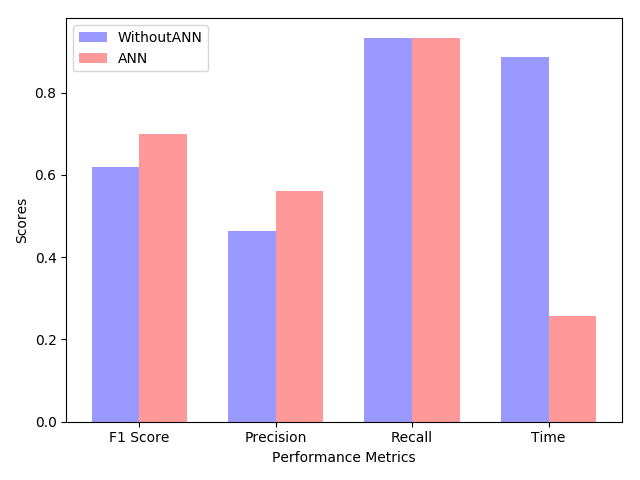 WithoutANN
ANN
Scores
0.8
0.6
0.4
0.2
0.0
F1 Score Precision Recall Time
Performance Metrics